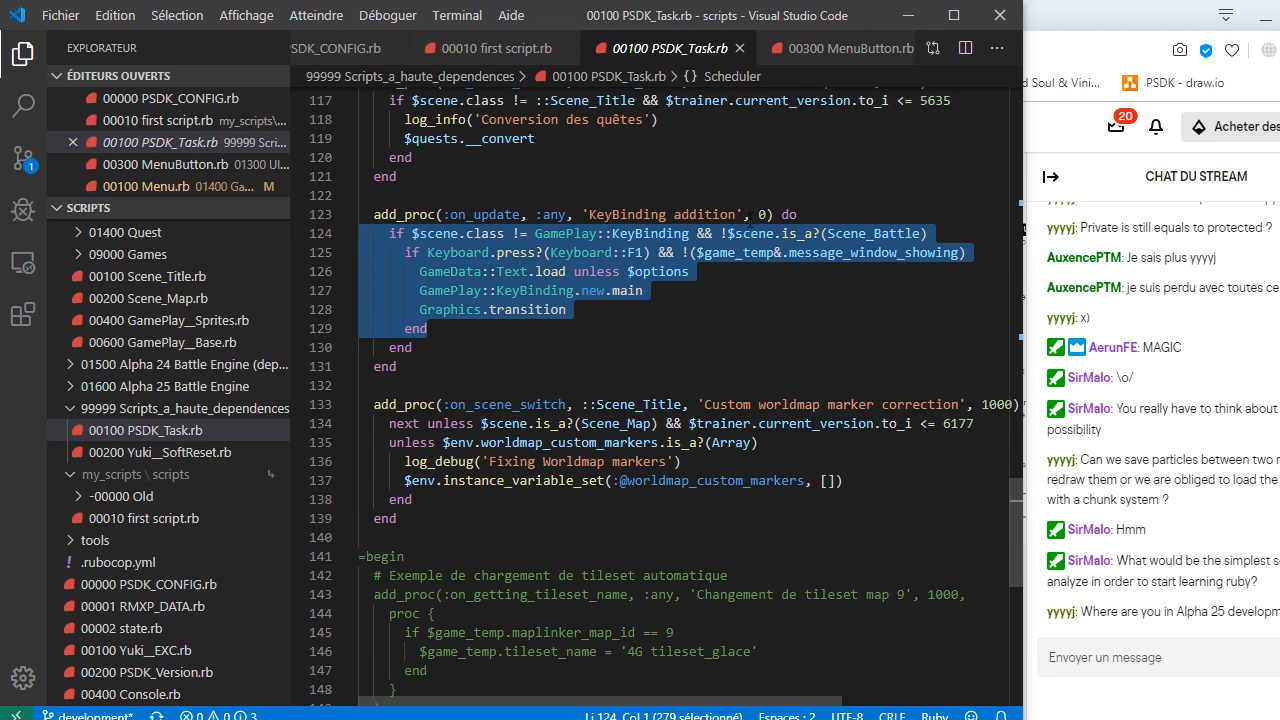 Fichier Edition Sélection Affichage Atteindre Déboguer Terminal Aide 00100 PSDK_Task.rb - scripts - Visual Studio Code
EXPLORATEUR
ÉDITEURS OUVERTS
00000 PSDK_CONFIG.rb
00010 first script.rb my_scripts\...
00100 PSDK_Task.rb 99999 Scri...
00300 MenuButton.rb 01300 UI...
00100 Menu.rb 01400 Ga... M
SCRIPTS
01400 Quest
09000 Games
00100 Scene_Title.rb
00200 Scene_Map.rb
00400 GamePlay__Sprites.rb
00600 GamePlay__Base.rb
01500 Alpha 24 Battle Engine (dep...
01600 Alpha 25 Battle Engine
99999 Scripts_a_haute_dependences
00100 PSDK_Task.rb
00200 Yuki__SoftReset.rb
my_scripts \ scripts
-00000 Old
00010 first script.rb
tools
.rubocop.yml
00000 PSDK_CONFIG.rb
00001 RMXP_DATA.rb
00002 state.rb
00100 Yuki__EXC.rb
00200 PSDK_Version.rb
00400 Console.rb
1
SDK_CONFIG.rb 00010 first script.rb 00100 PSDK_Task.rb 00300 MenuButton.rb
99999 Scripts_a_haute_dependences > 00100 PSDK_Task.rb > {} Scheduler
117 if $scene.class != ::Scene_Title && $trainer.current_version.to_i <= 5635
118 log_info('Conversion des quêtes')
119 $quests.__convert
120 end
121 end
122
123 add_proc(:on_update, :any, 'KeyBinding addition', 0) do
124 if $scene.class != GamePlay::KeyBinding && !$scene.is_a?(Scene_Battle)
125 if Keyboard.press?(Keyboard::F1) && !($game_temp&.message_window_showing)
126 GameData::Text.load unless $options
127 GamePlay::KeyBinding.new.main
128 Graphics.transition
129 end
130 end
131 end
132
133 add_proc(:on_scene_switch, ::Scene_Title, 'Custom worldmap marker correction', 1000)
134 next unless $scene.is_a?(Scene_Map) && $trainer.current_version.to_i <= 6177
135 unless $env.worldmap_custom_markers.is_a?(Array)
136 log_debug('Fixing Worldmap markers')
137 $env.instance_variable_set(:@worldmap_custom_markers, [])
138 end
139 end
140
141 =begin
142 # Exemple de chargement de tileset automatique
143 add_proc(:on_getting_tileset_name, :any, 'Changement de tileset map 9', 1000,
144 proc {
145 if $game_temp.maplinker_map_id == 9
146 $game_temp.tileset_name = '4G tileset_glace'
147 end
148 }
development* 0 0 3 Li 124, Col 1 (279 sélectionné) Espaces : 2 UTF-8 CRLF Ruby
d Soul & Vini... PSDK - draw.io
20 Acheter des
CHAT DU STREAM
yyyyj: Private is still equals to protected ?
AuxencePTM: Je sais plus yyyyj
AuxencePTM: je suis perdu avec toutes ce
yyyyj: x)
AerunFE: MAGIC
SirMalo: \o/
SirMalo: You really have to think about
possibility
yyyyj: Can we save particles between two
redraw them or we are obliged to load the
with a chunk system ?
SirMalo: Hmm
SirMalo: What would be the simplest
analyze in order to start learning ruby?
yyyyj: Where are you in Alpha 25 developm
Envoyer un message